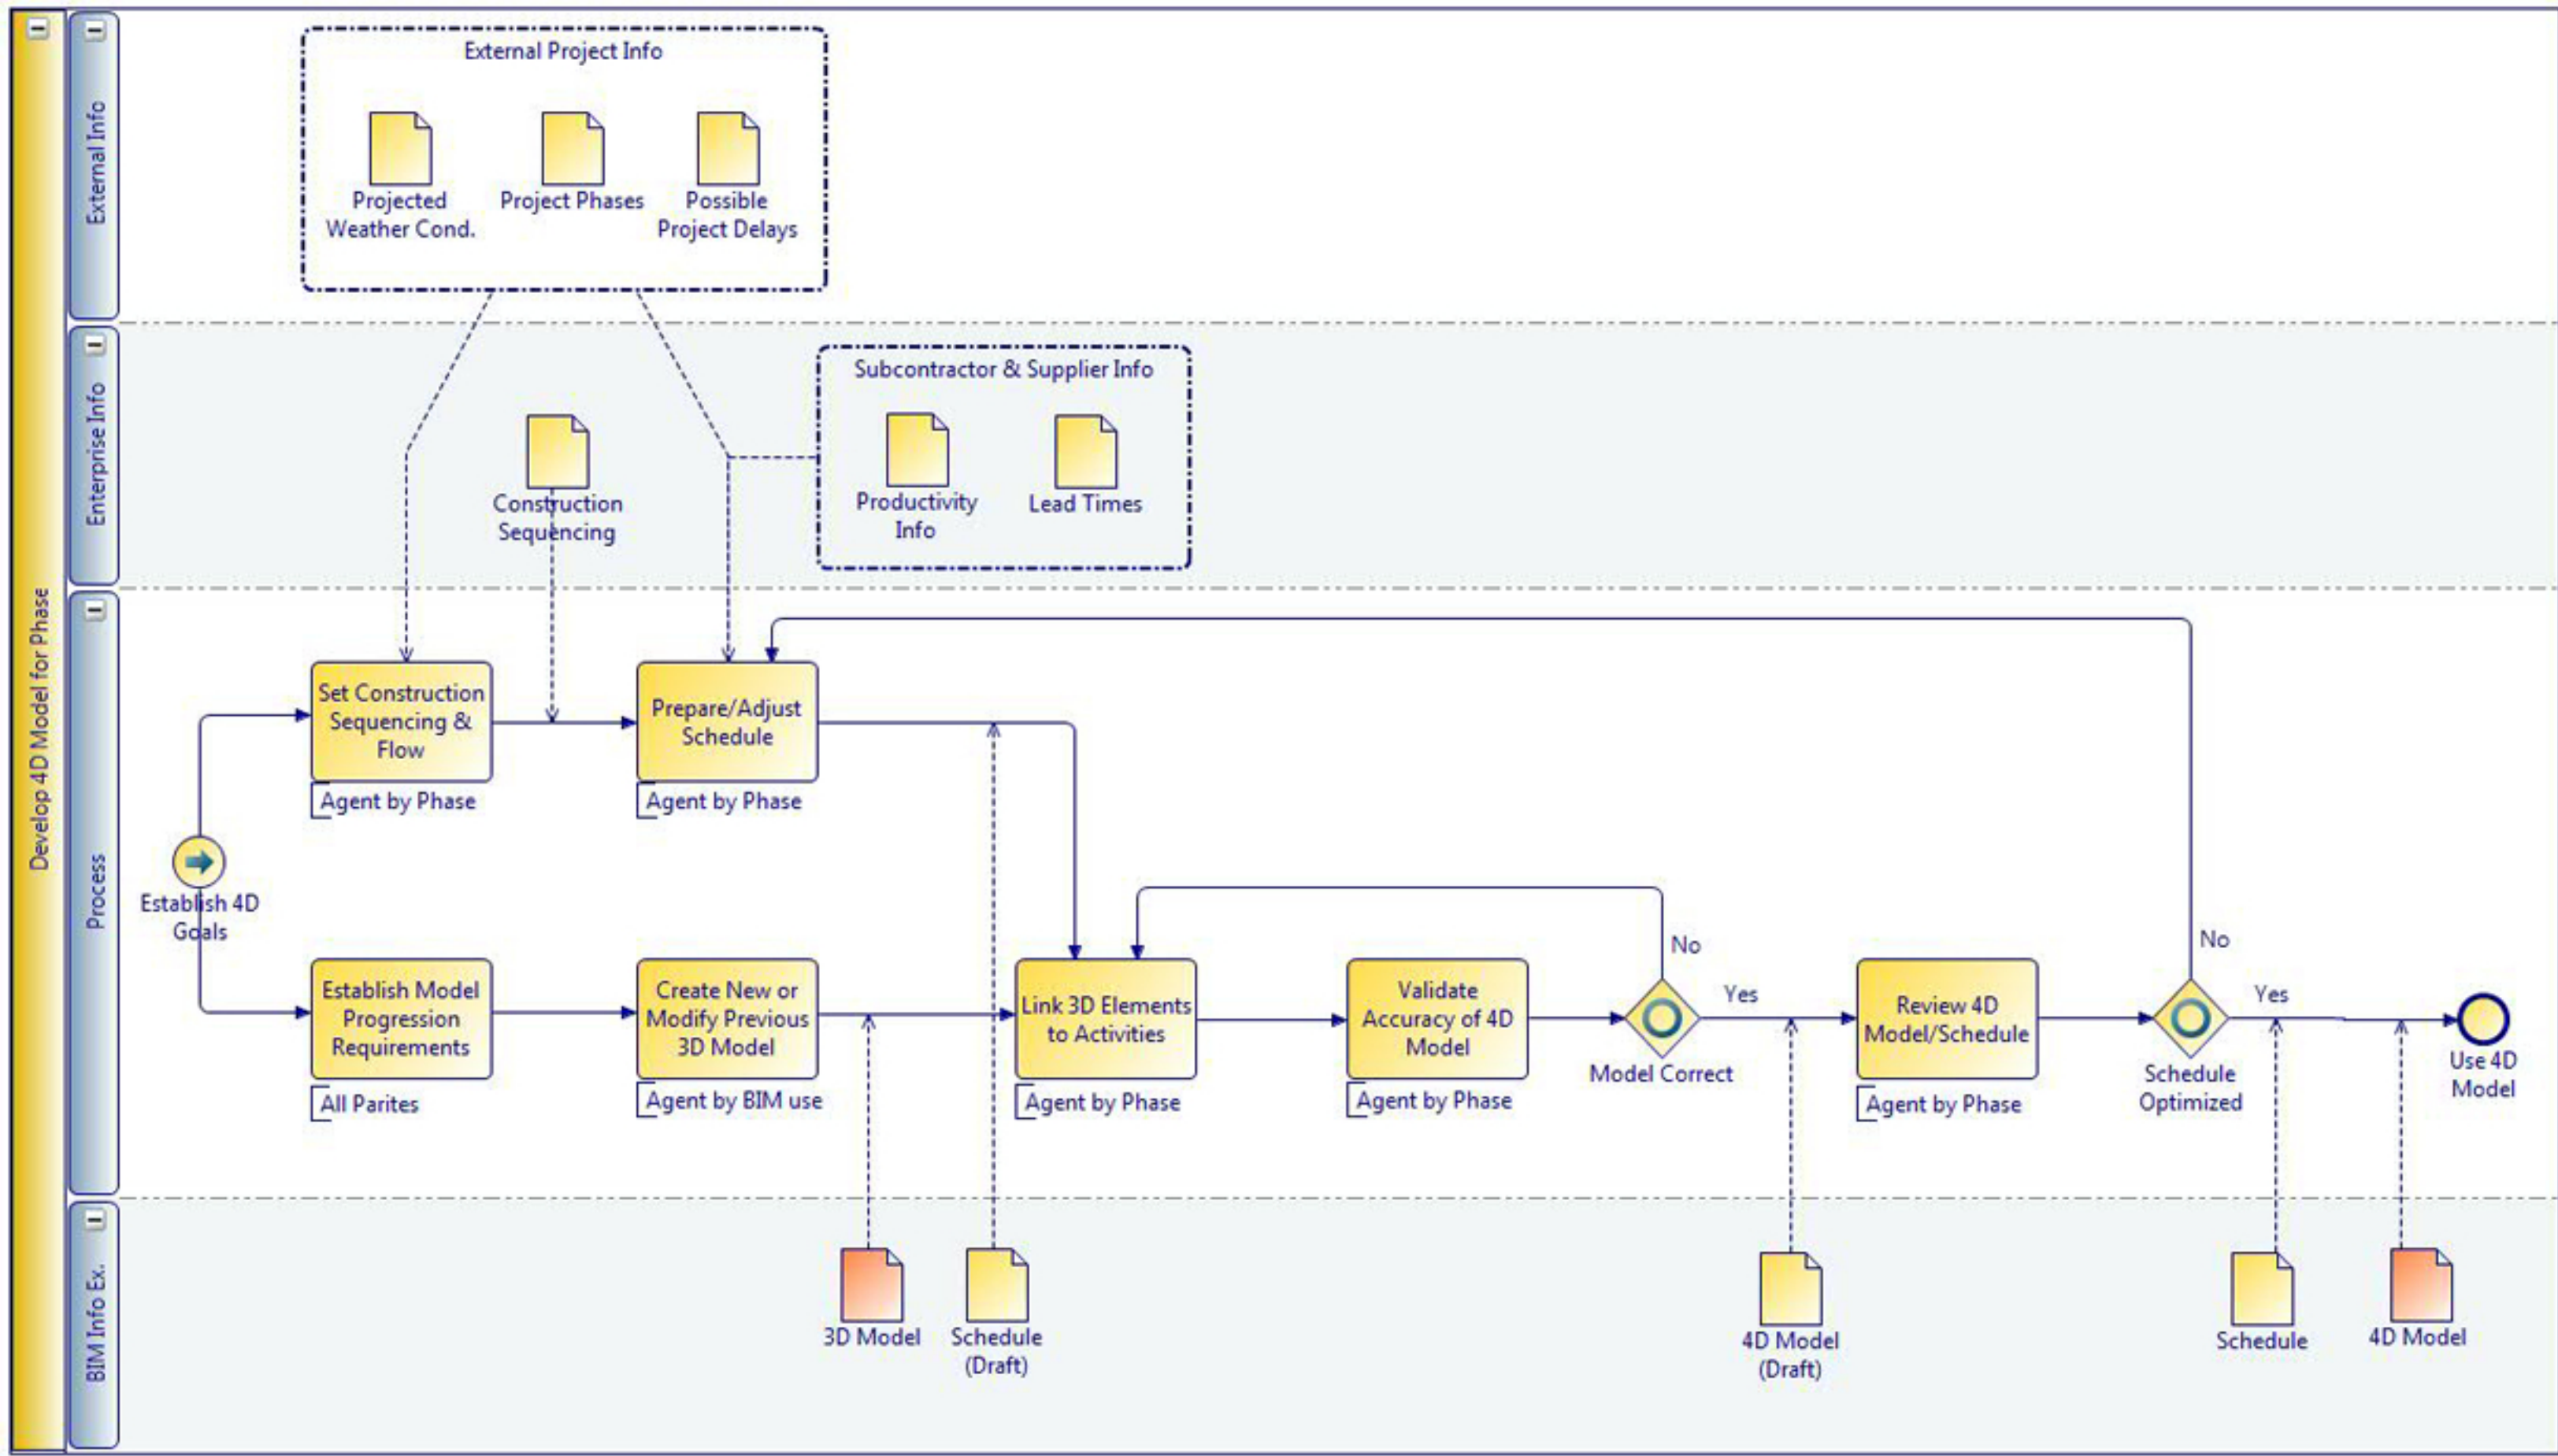 Develop 4D Model for Phase
External Info
External Project Info
Projected
Weather Cond.
Project Phases
Possible
Project Delays
Enterprise Info
Construction
Sequencing
Subcontractor & Supplier Info
Productivity
Info
Lead Times
Process
Establish 4D
Goals
Set Construction
Sequencing &
Flow
Agent by Phase
Prepare/Adjust
Schedule
Agent by Phase
Establish Model
Progression
Requirements
All Parites
Create New or
Modify Previous
3D Model
Agent by BIM use
Link 3D Elements
to Activities
Agent by Phase
Validate
Accuracy of 4D
Model
Agent by Phase
No
Yes
Model Correct
Review 4D
Model/Schedule
Agent by Phase
No
Yes
Schedule
Optimized
Use 4D
Model
BIM Info Ex.
3D Model
Schedule
(Draft)
4D Model
(Draft)
Schedule
4D Model